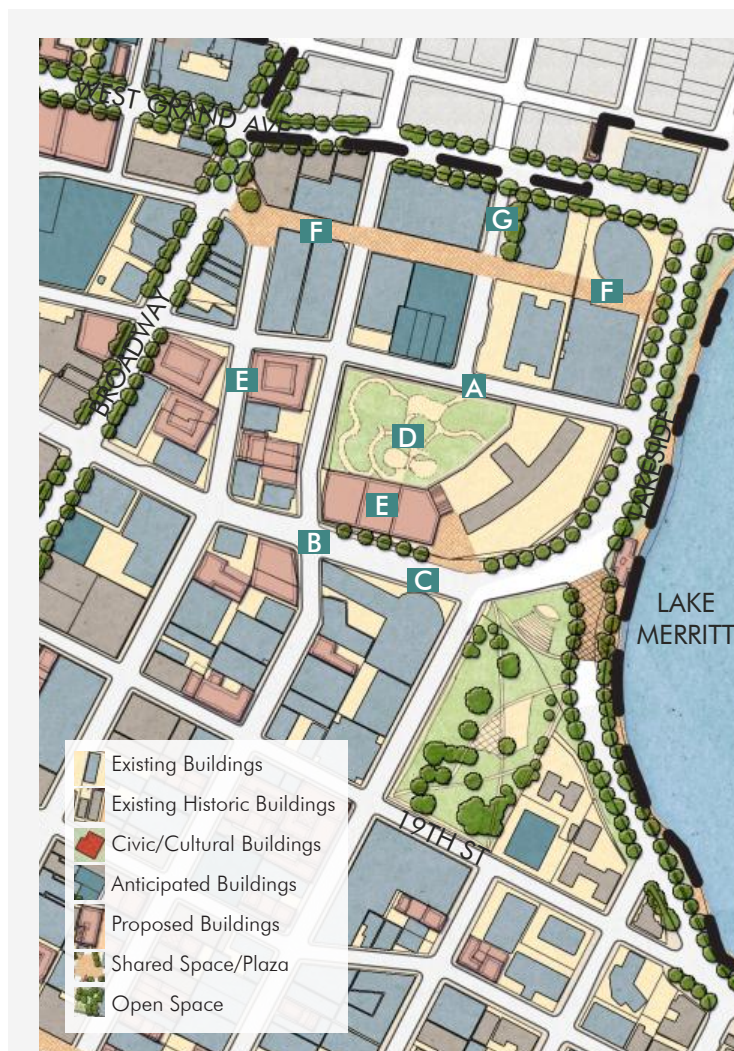 WEST GRAND AVE
G
F
F
BROADWAY
E
A
D
LAKESIDE
E
B
C
LAKE
MERRITT
19TH ST
Existing Buildings
Existing Historic Buildings
Civic/Cultural Buildings
Anticipated Buildings
Proposed Buildings
Shared Space/Plaza
Open Space